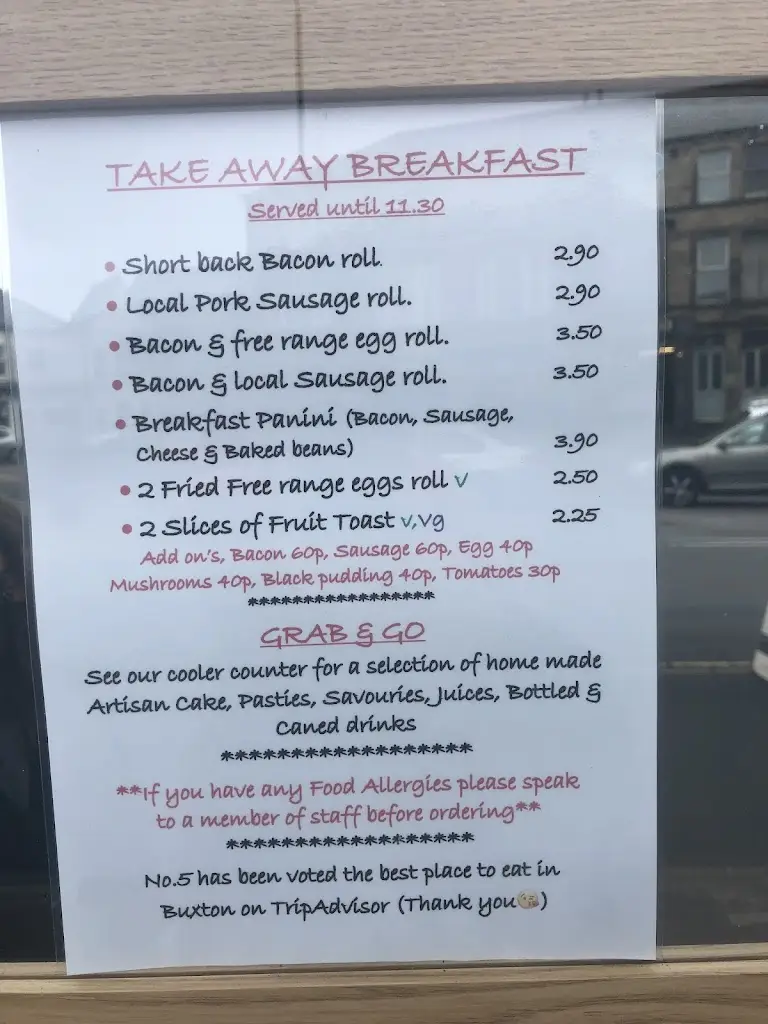 TAKE AWAY BREAKFAST
Served until 11.30
• Short back Bacon roll. 2.90
• Local Pork Sausage roll. 2.90
• Bacon & free range egg roll. 3.50
• Bacon & local Sausage roll. 3.50
• Breakfast Panini (Bacon, Sausage,
Cheese & Baked beans) 3.90
• 2 Fried Free range eggs roll v 2.50
• 2 Slices of Fruit Toast v,vg 2.25
Add on's, Bacon 60p, Sausage 60p, Egg 40p
Mushrooms 40p, Black pudding 40p, Tomatoes 30p
****************
GRAB & GO
See our cooler counter for a selection of home made
Artisan Cake, Pasties, Savouries, Juices, Bottled &
Caned drinks
******************
**If you have any Food Allergies please speak
to a member of staff before ordering**
******************
No.5 has been voted the best place to eat in
Buxton on TripAdvisor (Thank you😘)